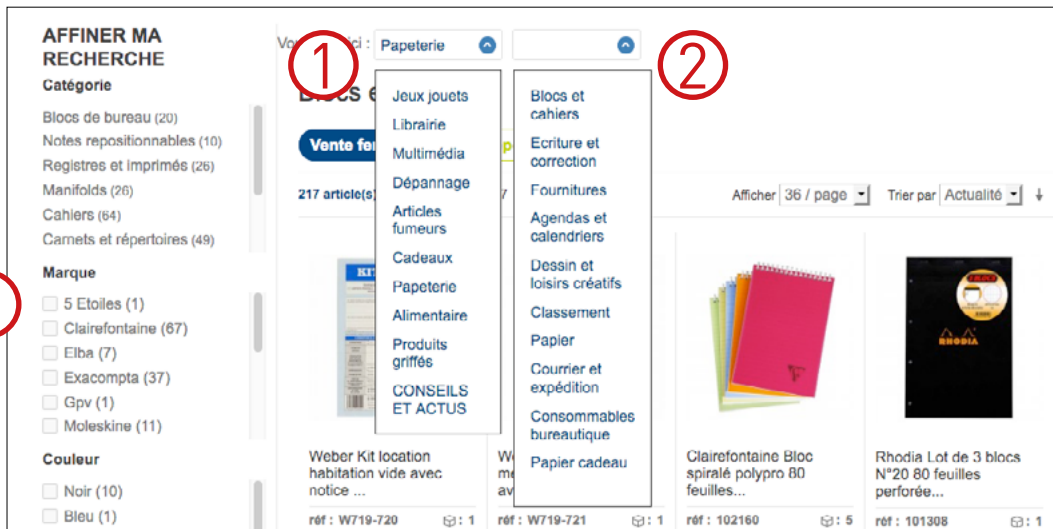 AFFINER MA
RECHERCHE
Catégorie
Blocs de bureau (20)
Notes repositionnables (10)
Registres et imprimés (26)
Manifolds (26)
Cahiers (64)
Carnets et répertoires (49)
Marque
5 Etoiles (1)
Clairefontaine (67)
Elba (7)
Exacompta (37)
Gpv (1)
Moleskine (11)
Couleur
Noir (10)
Bleu (1)
ici : Papeterie
1
2
Jeux jouets
Librairie
Multimédia
Dépannage
Articles
fumeurs
Cadeaux
Papeterie
Alimentaire
Produits
griffés
CONSEILS
ET ACTUS
Blocs et
cahiers
Ecriture et
correction
Fournitures
Agendas et
calendriers
Dessin et
loisirs créatifs
Classement
Papier
Courrier et
expédition
Consommables
bureautique
Papier cadeau
Blocs
Vente
217 article(s)
Afficher 36 / page Trier par Actualité
RHODIA
Weber Kit location
habitation vide avec
notice ...
réf : W719-720 : 1
réf : W719-721 : 1
Clairefontaine Bloc
spiralé polypro 80
feuilles...
réf : 102160 : 5
Rhodia Lot de 3 blocs
N°20 80 feuilles
perforée...
réf : 101308 : 1